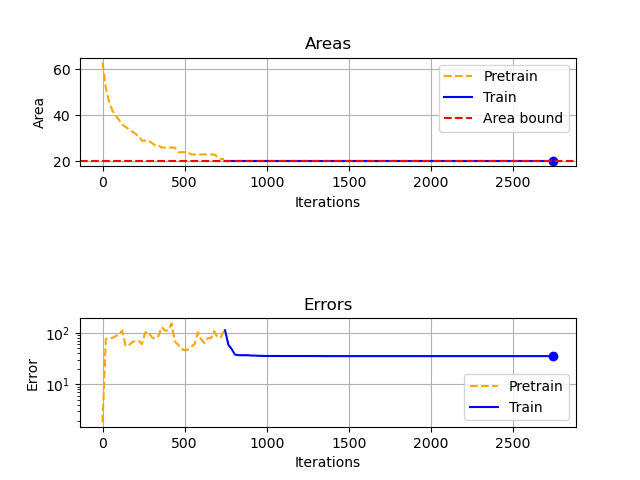 Areas
60
40
20
Area
Pretrain
Train
Area bound
0
500
1000
1500
2000
2500
Iterations
Errors
10²
10¹
Error
Pretrain
Train
0
500
1000
1500
2000
2500
Iterations